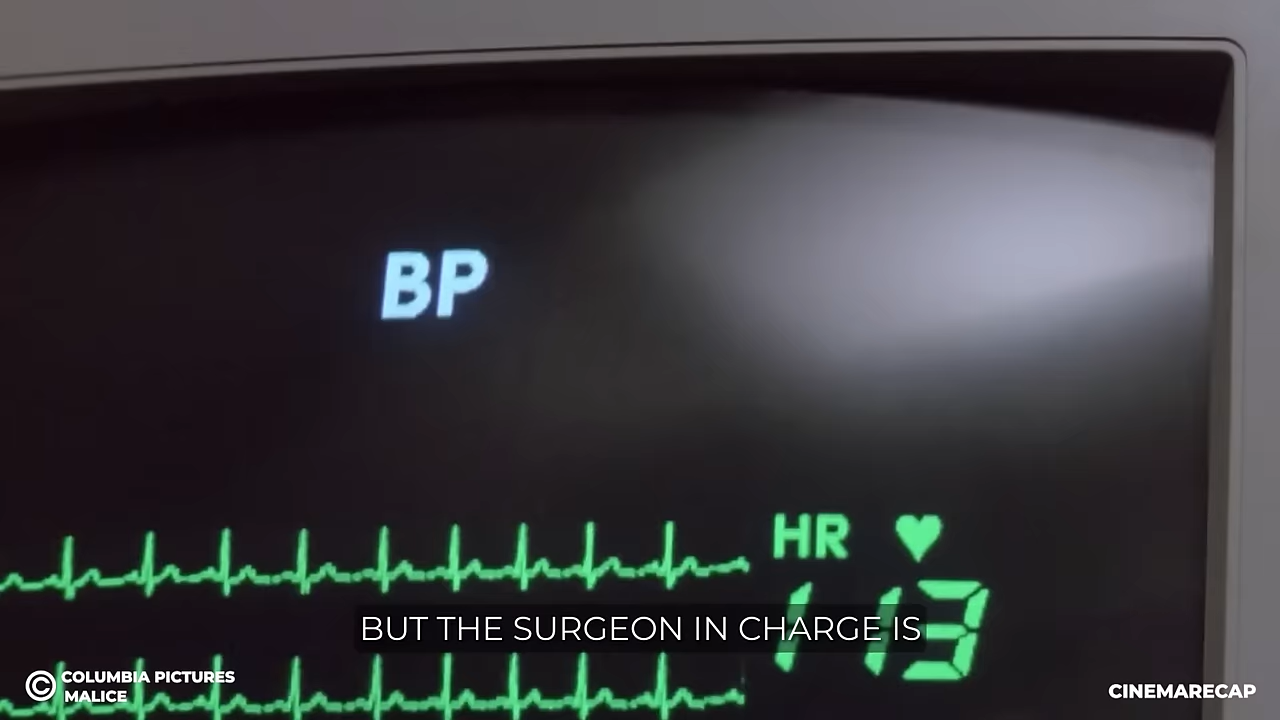 BP
HR ♥
113
BUT THE SURGEON IN CHARGE IS
© COLUMBIA PICTURES
MALICE
CINEMARECAP